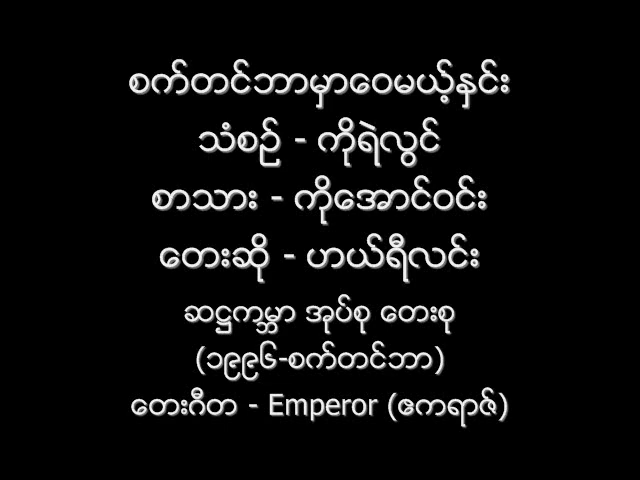 စက်တင်ဘာမှာဝေမယ့်နှင်း
သံစဉ် - ကိုရဲလွင်
စာသား - ကိုအောင်ဝင်း
တေးဆို - ဟယ်ရီလင်း
ဆဋ္ဌကမ္ဘာ အုပ်စု တေးစု
(၁၉၉၆-စက်တင်ဘာ)
တေးဂီတ - Emperor (ဧကရာဇ်)